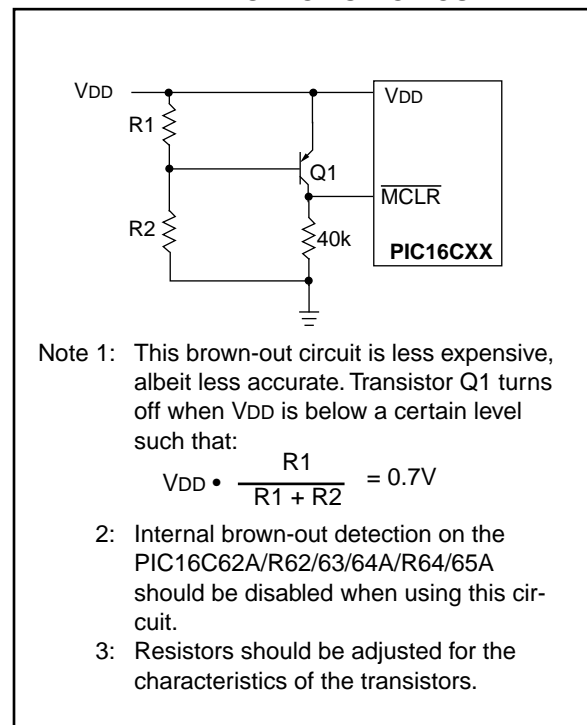 VDD
VDD
R1
Q1
MCLR
R2
40k
PIC16CXX
Note 1: This brown-out circuit is less expensive,
albeit less accurate. Transistor Q1 turns
off when VDD is below a certain level
such that:
VDD • R1 / R1 + R2 = 0.7V
2: Internal brown-out detection on the
PIC16C62A/R62/63/64A/R64/65A
should be disabled when using this cir-
cuit.
3: Resistors should be adjusted for the
characteristics of the transistors.